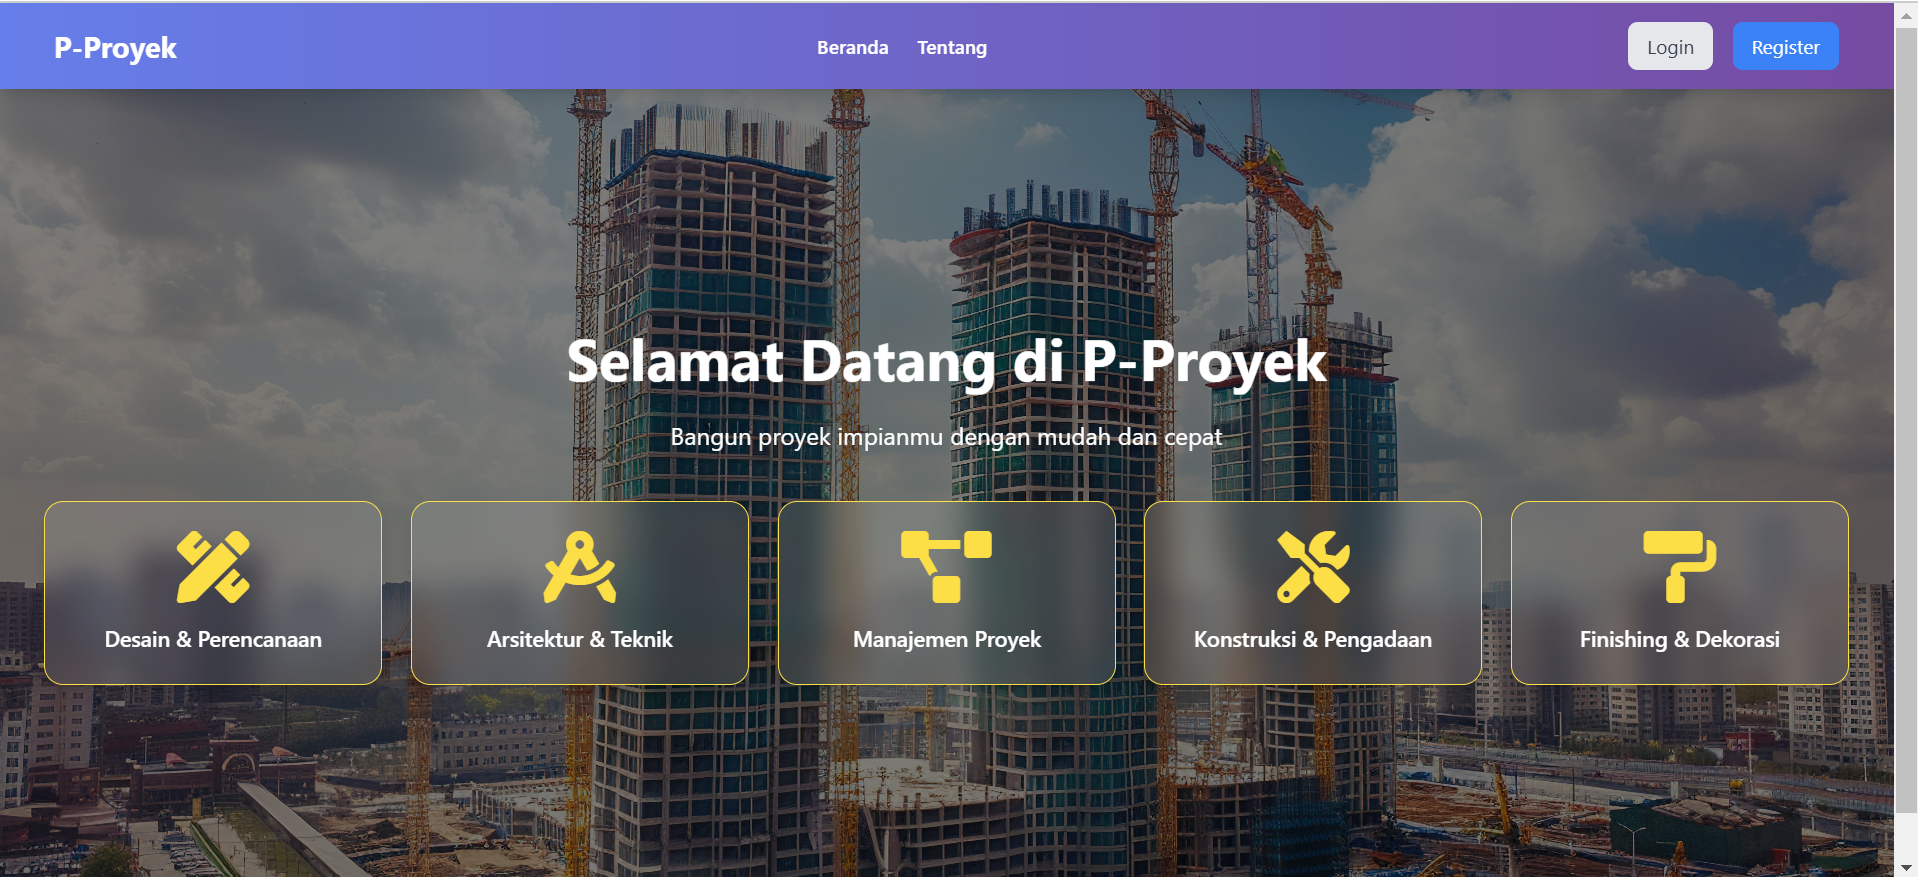 P-Proyek
Beranda Tentang
Login Register
Selamat Datang di P-Proyek
Bangun proyek impianmu dengan mudah dan cepat
Desain & Perencanaan
Arsitektur & Teknik
Manajemen Proyek
Konstruksi & Pengadaan
Finishing & Dekorasi